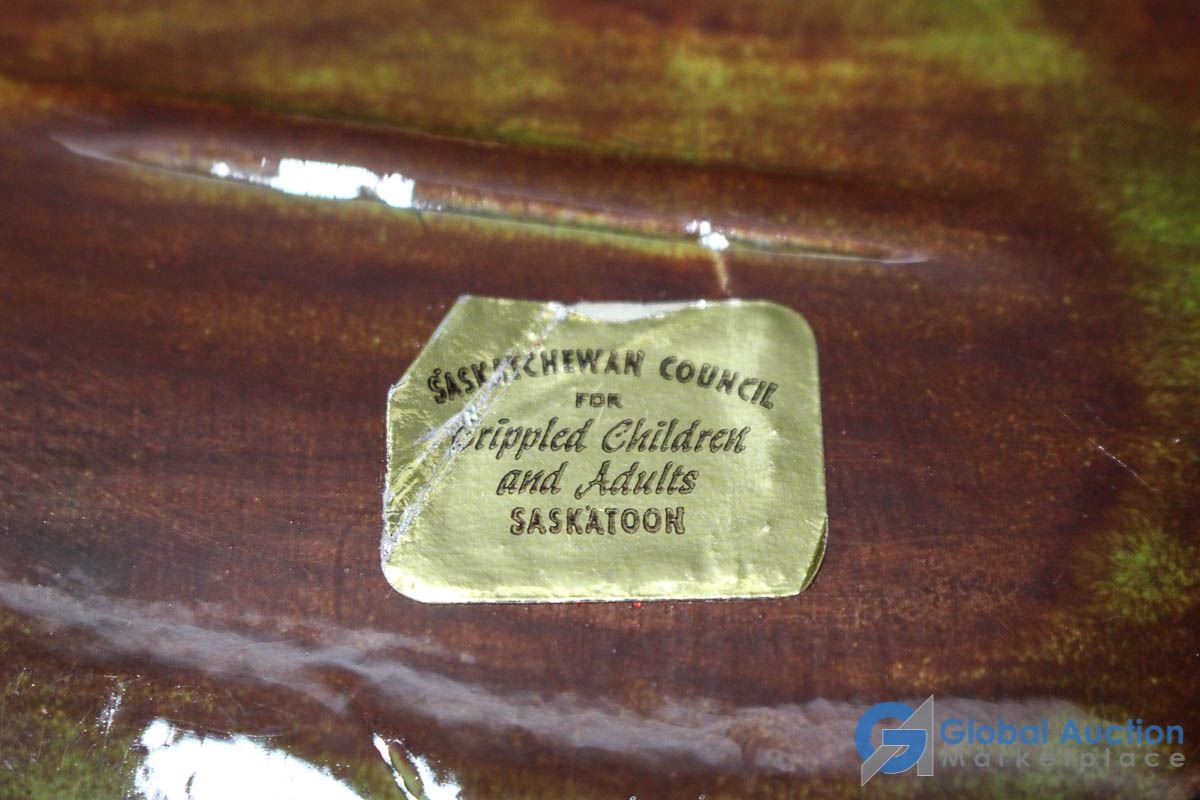 SASKATCHEWAN COUNCIL
FOR
Crippled Children
and Adults
SASKATOON
Global Auction
Marketplace